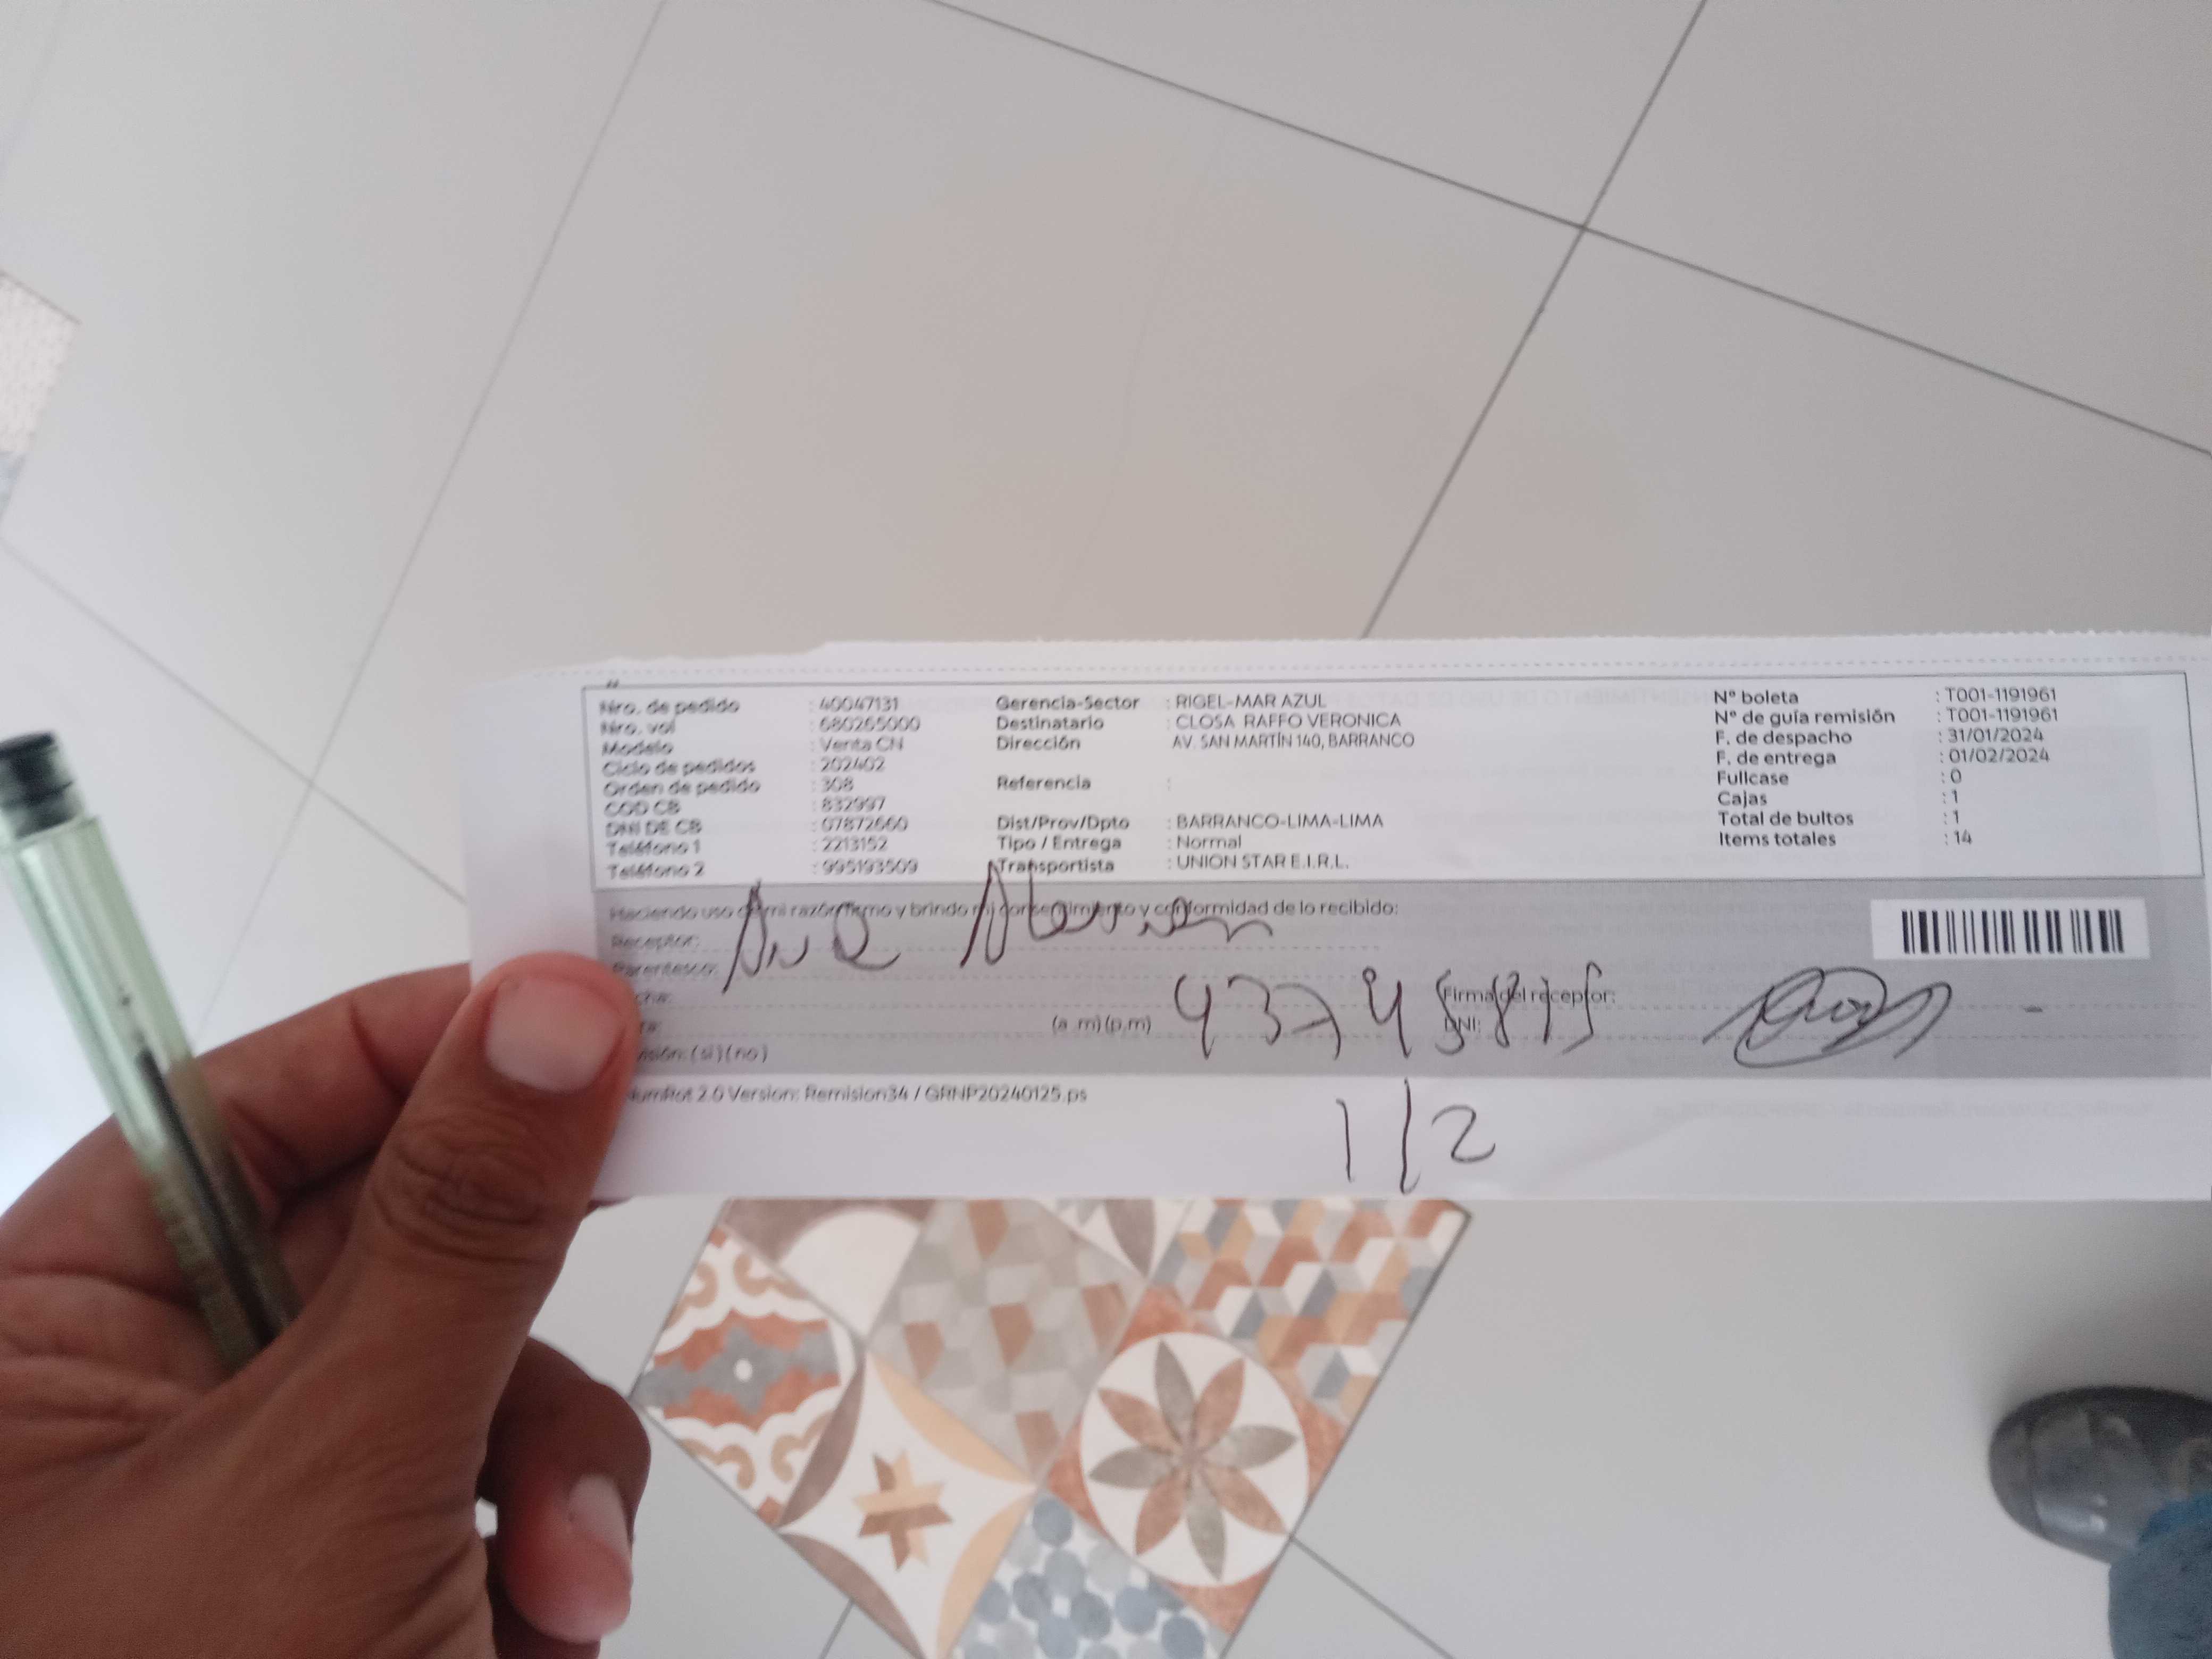 Nro. de pedido : 40047131 Gerencia-Sector : RIGEL-MAR AZUL N° boleta : T001-1191961
Nro. vol : 680265000 Destinatario : CLOSA RAFFO VERONICA N° de guía remisión : T001-1191961
Modelo : Venta CN Dirección AV. SAN MARTÍN 140, BARRANCO F. de despacho : 31/01/2024
Ciclo de pedidos : 202402 F. de entrega : 01/02/2024
Orden de pedido : 308 Referencia : Fullcase : 0
COD CB : 832997 Cajas : 1
DNI DE CB : 07872660 Dist/Prov/Dpto : BARRANCO-LIMA-LIMA Total de bultos : 1
Teléfono 1 : 2213152 Tipo / Entrega : Normal Items totales : 14
Teléfono 2 : 995193509 Transportista : UNION STAR E.I.R.L.
Haciendo uso de mi razón firmo y brindo mi consentimiento y conformidad de lo recibido:
Receptor: Ana
Parentesco:
Firma del receptor:
(a.m)(p.m) DNI:
(si)(no)
2.0 Version: Remision34 / GRNP20240125.ps
1/2